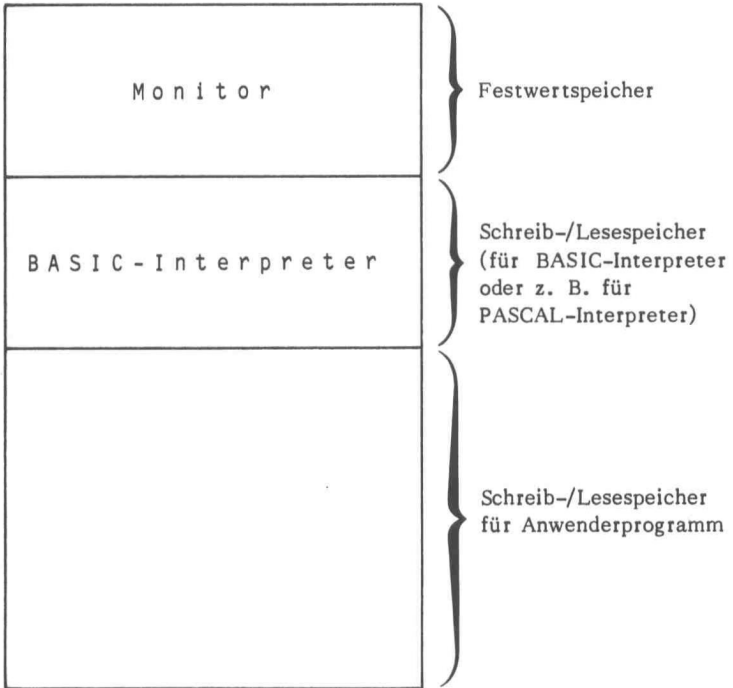 Monitor
Festwertspeicher
BASIC-Interpreter
Schreib-/Lesespeicher
(für BASIC-Interpreter
oder z. B. für
PASCAL-Interpreter)
Schreib-/Lesespeicher
für Anwenderprogramm